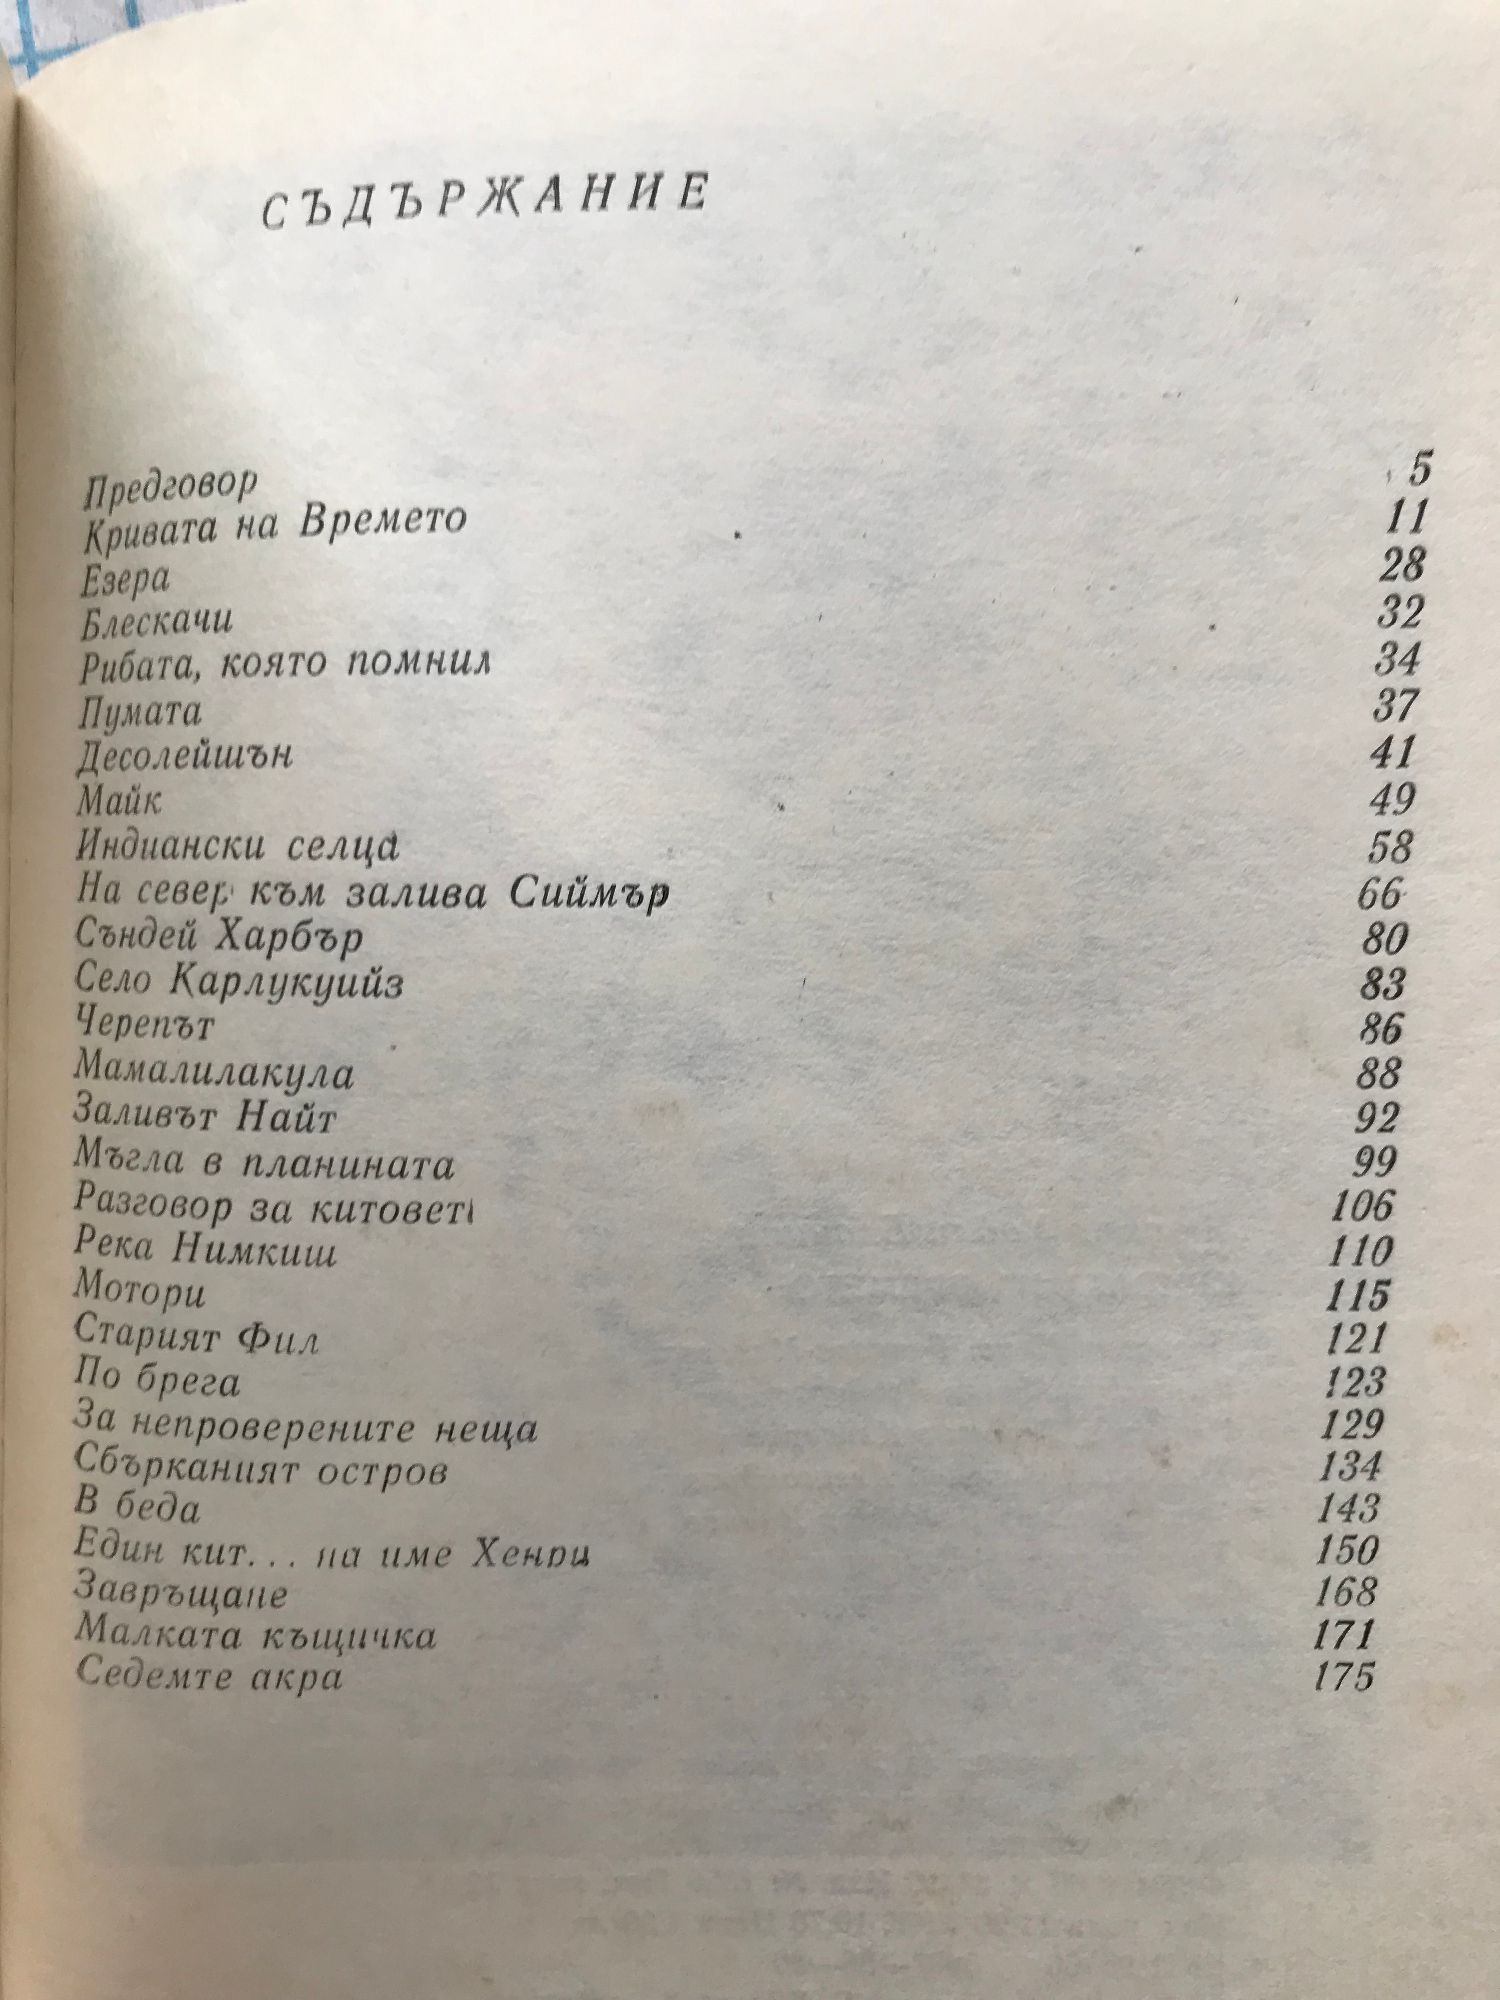 СЪДЪРЖАНИЕ
Предговор 5
Кривата на Времето 11
Езера 28
Блескачи 32
Рибата, която помнил 34
Пумата 37
Десолейшън 41
Майк 49
Индиански селца 58
На север към залива Сиймър 66
Съндей Харбър 80
Село Карлукуийз 83
Черепът 86
Мамалилакула 88
Заливът Найт 92
Мъгла в планината 99
Разговор за китовете 106
Река Нимкиш 110
Мотори 115
Старият Фил 121
По брега 123
За непроверените неща 129
Сбърканият остров 134
В беда 143
Един кит... на име Хенри 150
Завръщане 168
Малката къщичка 171
Седемте акра 175